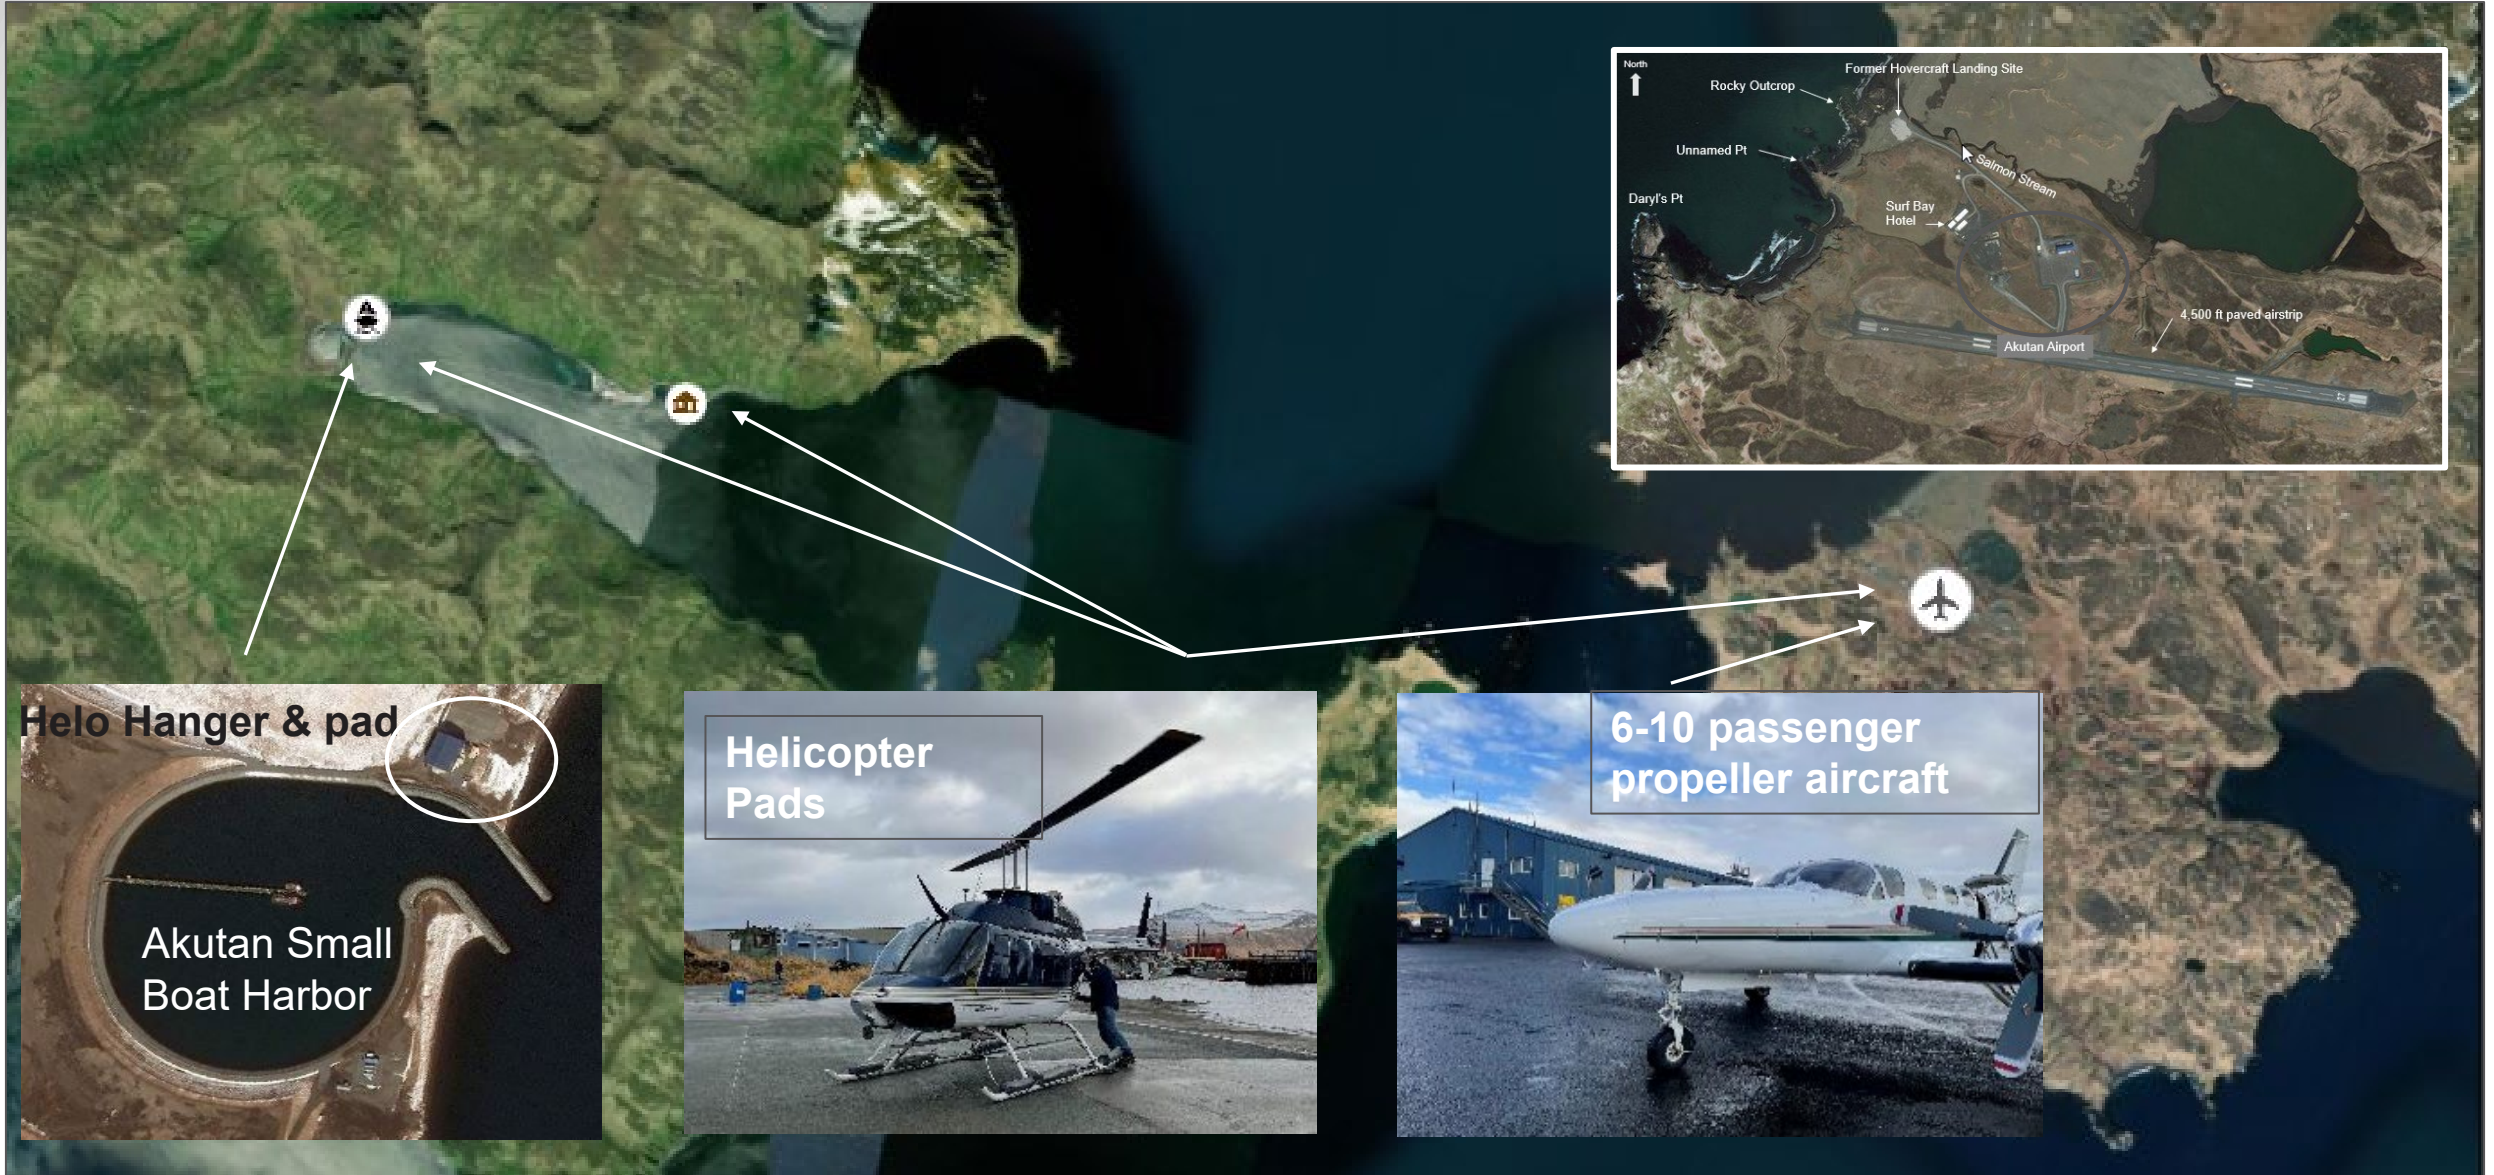 North
Former Hovercraft Landing Site
Rocky Outcrop
Unnamed Pt
Salmon Stream
Daryl's Pt
Surf Bay
Hotel
4,500 ft paved airstrip
Akutan Airport
Helo Hanger & pad
Akutan Small
Boat Harbor
Helicopter
Pads
6-10 passenger
propeller aircraft